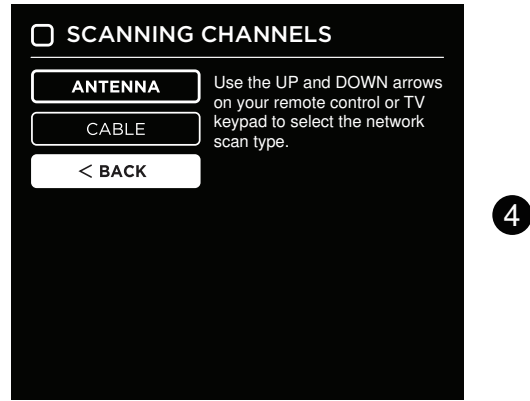 SCANNING CHANNELS
ANTENNA
CABLE
< BACK
Use the UP and DOWN arrows
on your remote control or TV
keypad to select the network
scan type.
4